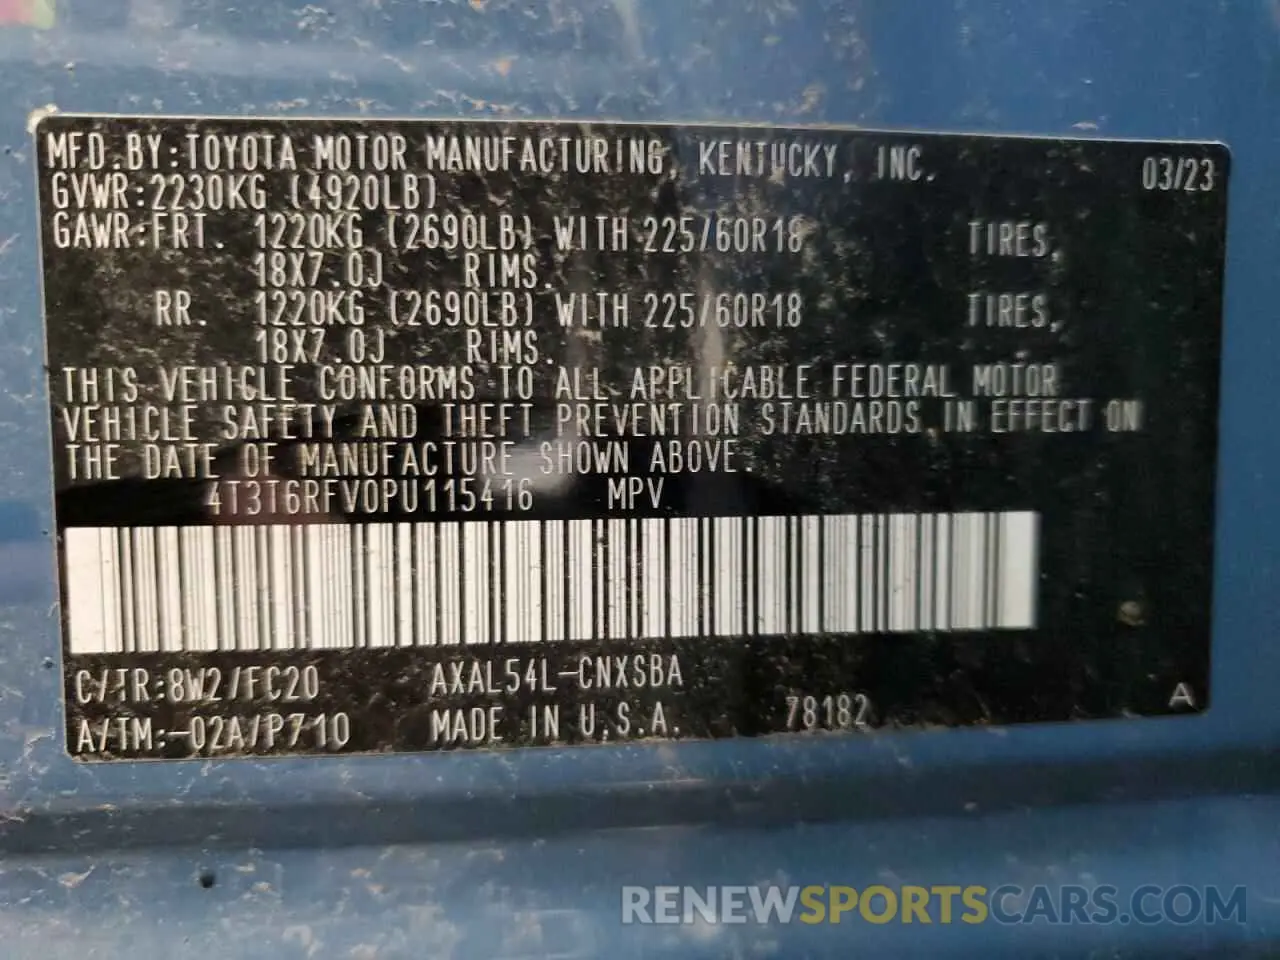 MFD.BY:TOYOTA MOTOR MANUFACTURING, KENTUCKY, INC. 03/23
GVWR:2230KG (4920LB)
GAWR:FRT. 1220KG (2690LB) WITH 225/60R18 TIRES,
18X7.0J RIMS.
RR. 1220KG (2690LB) WITH 225/60R18 TIRES,
18X7.0J RIMS.
THIS VEHICLE CONFORMS TO ALL APPLICABLE FEDERAL MOTOR
VEHICLE SAFETY AND THEFT PREVENTION STANDARDS IN EFFECT ON
THE DATE OF MANUFACTURE SHOWN ABOVE.
4T3T6RFV0PU115416 MPV
C/TR:8W2/FC20 AXAL54L-CNXSBA
A/TM:-02A/P710 MADE IN U.S.A. 78182 A
RENEWSPORTSCARS.COM